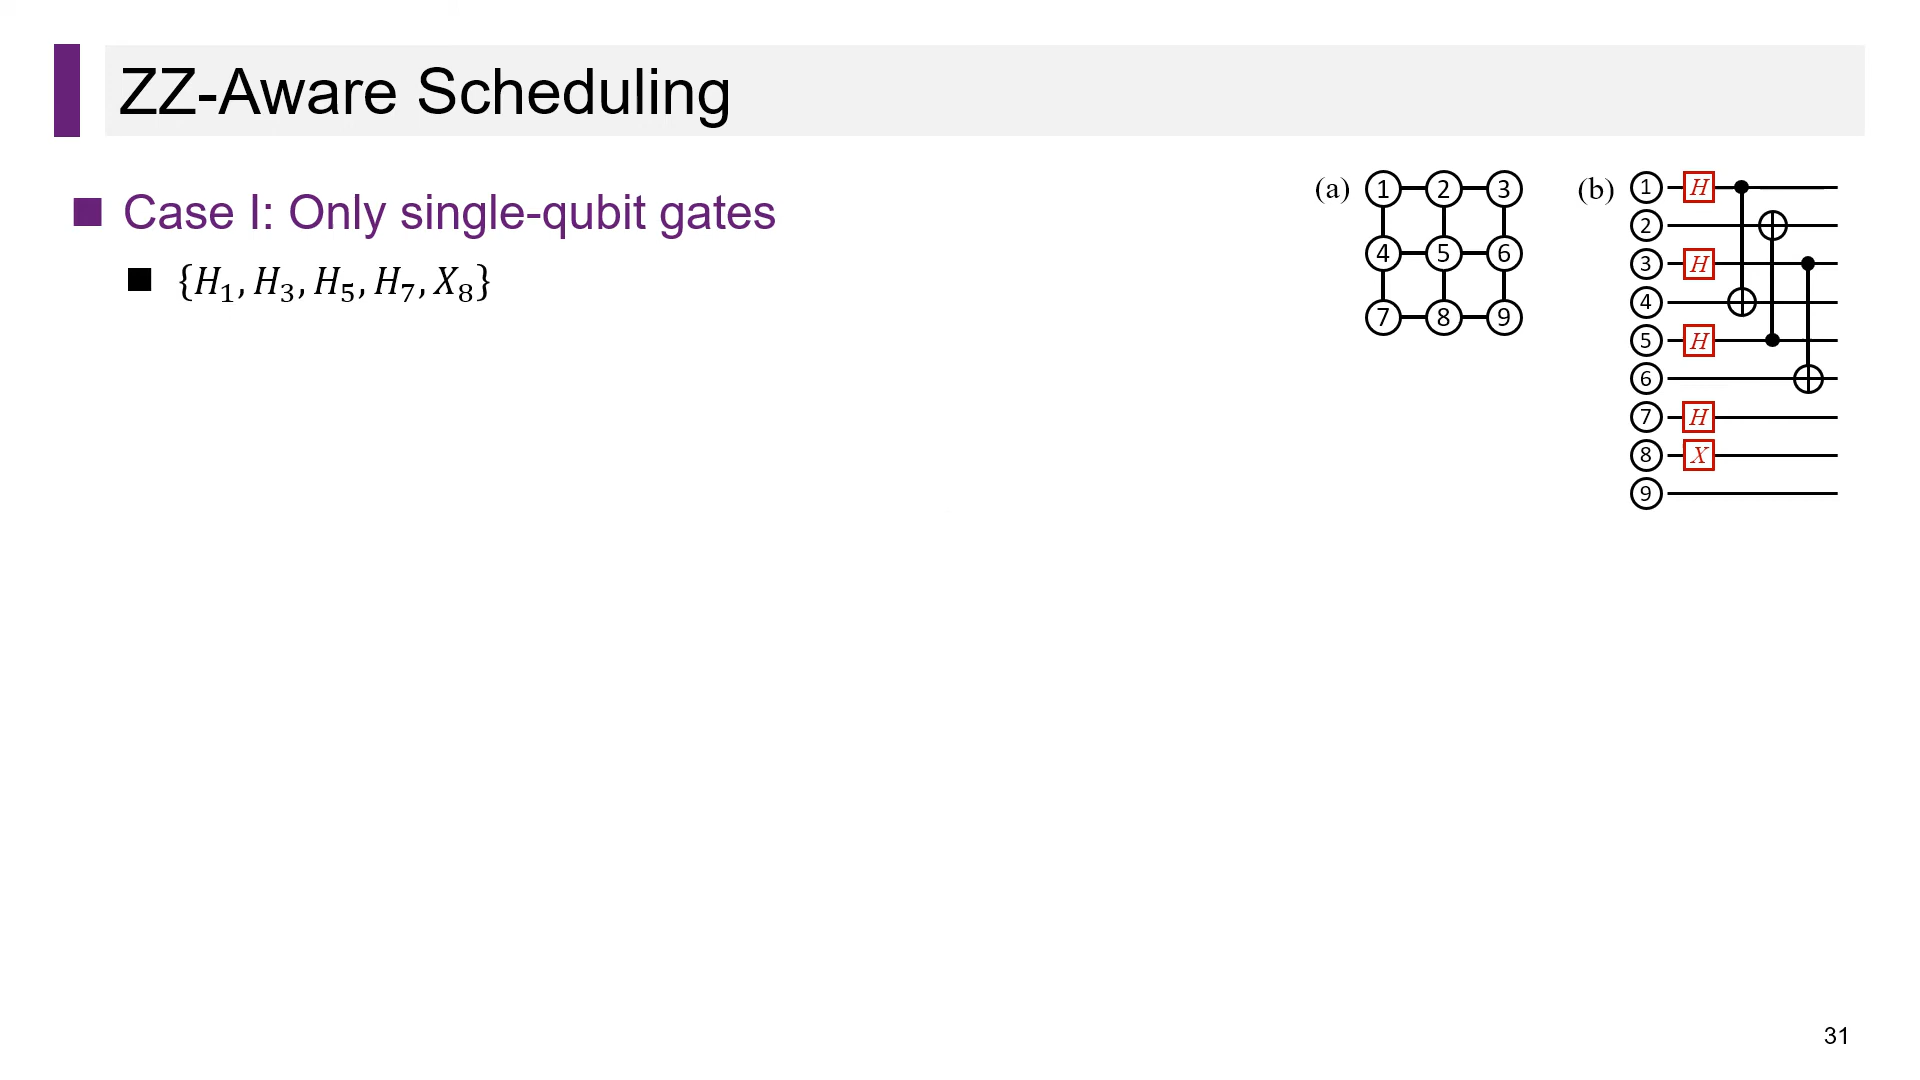 ZZ-Aware Scheduling
Case I: Only single-qubit gates
{H₁, H₃, H₅, H₇, X₈}
(a) 1 2 3
4 5 6
7 8 9
(b) 1 H
2
3 H
4
5 H
6
7 H
8 X
9
31